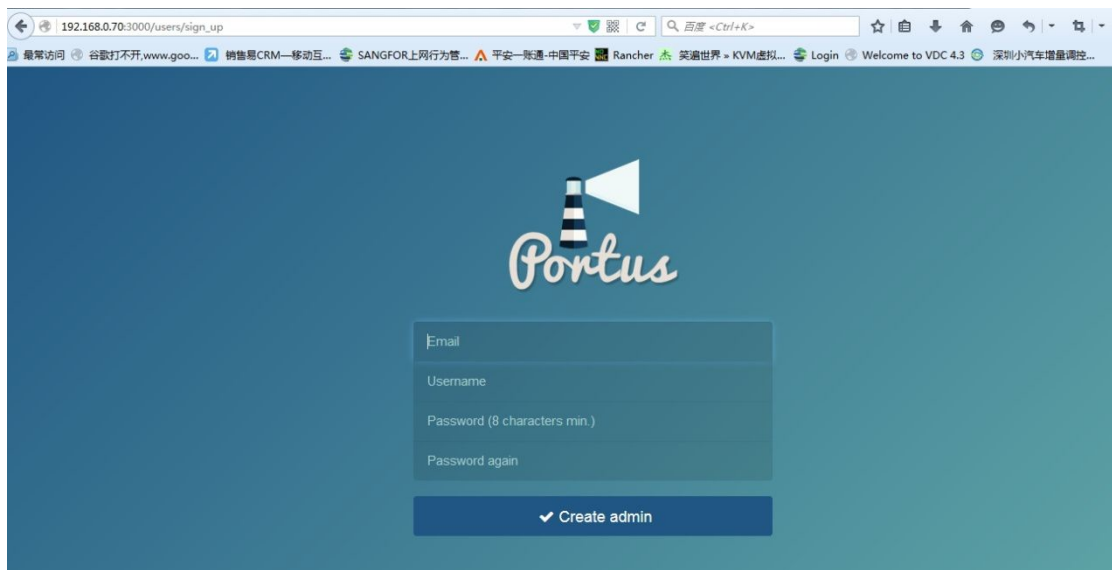 192.168.0.70:3000/users/sign_up
百度 <Ctrl+K>
最常访问 谷歌打不开,www.goo... 销售易CRM—移动互... SANGFOR上网行为管... 平安一账通-中国平安 Rancher 笑遍世界 » KVM虚拟... Login Welcome to VDC 4.3 深圳小汽车增量调控...
Portus
Email
Username
Password (8 characters min.)
Password again
Create admin